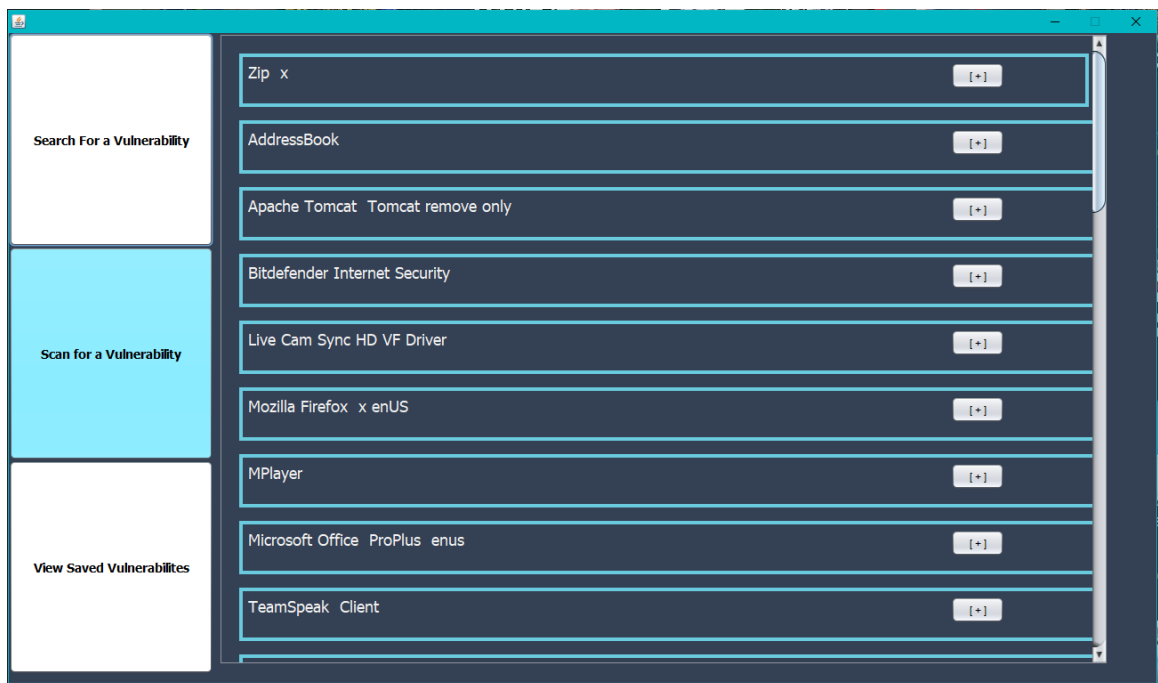 Search For a Vulnerability
Scan for a Vulnerability
View Saved Vulnerabilites
Zip  x
[+]
AddressBook
[+]
Apache Tomcat  Tomcat remove only
[+]
Bitdefender Internet Security
[+]
Live Cam Sync HD VF Driver
[+]
Mozilla Firefox  x enUS
[+]
MPlayer
[+]
Microsoft Office  ProPlus  enus
[+]
TeamSpeak  Client
[+]